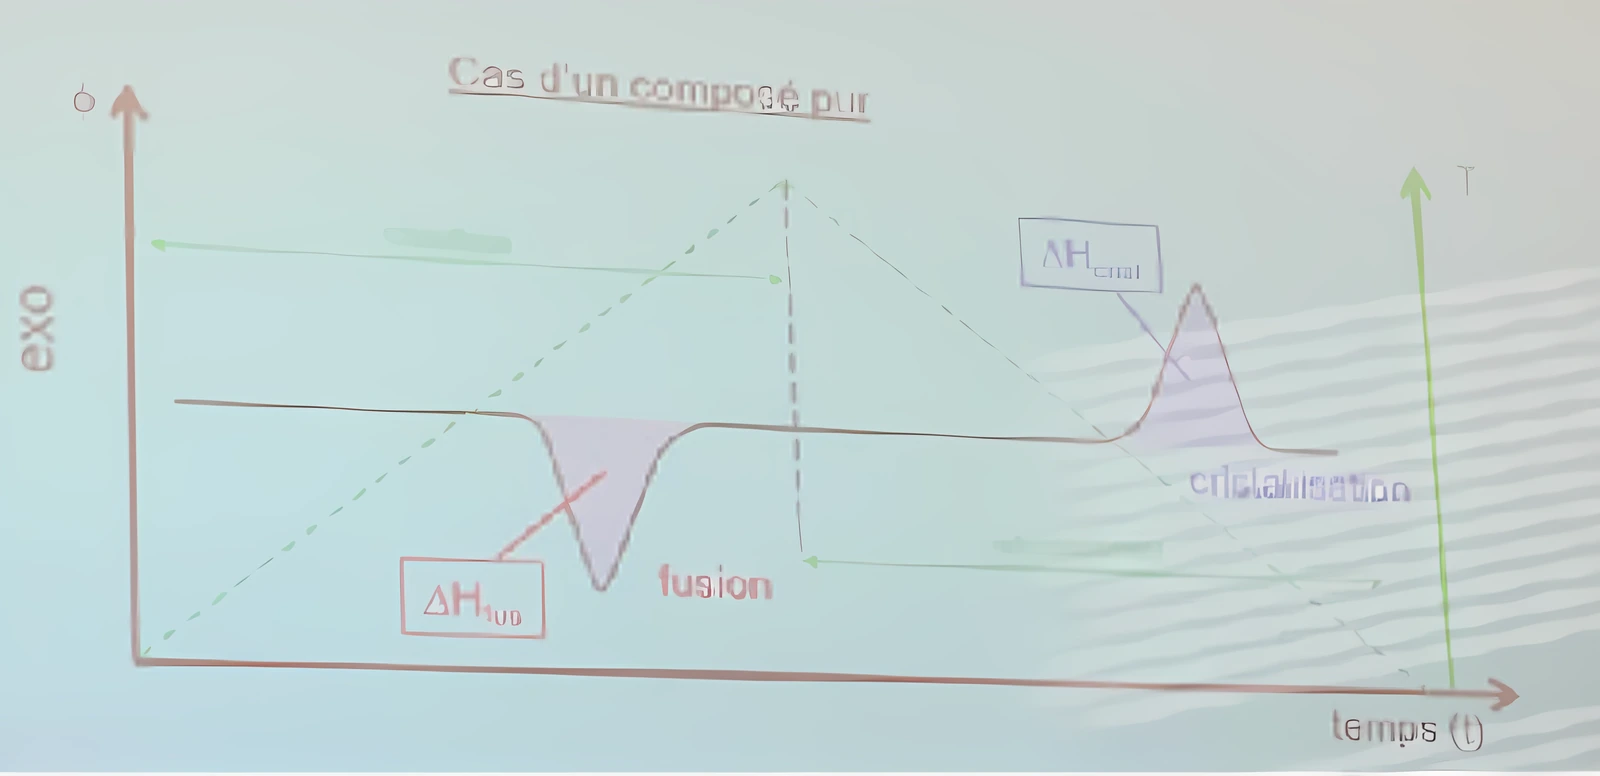 Cas d'un composé pur
ϕ
T
exo
ΔH
ΔH
fusion
temps (t)